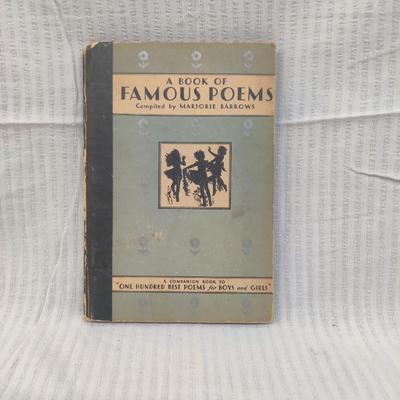 A BOOK OF
FAMOUS POEMS
Compiled by MARJORIE BARROWS
A COMPANION BOOK TO
"ONE HUNDRED BEST POEMS for BOYS and GIRLS"